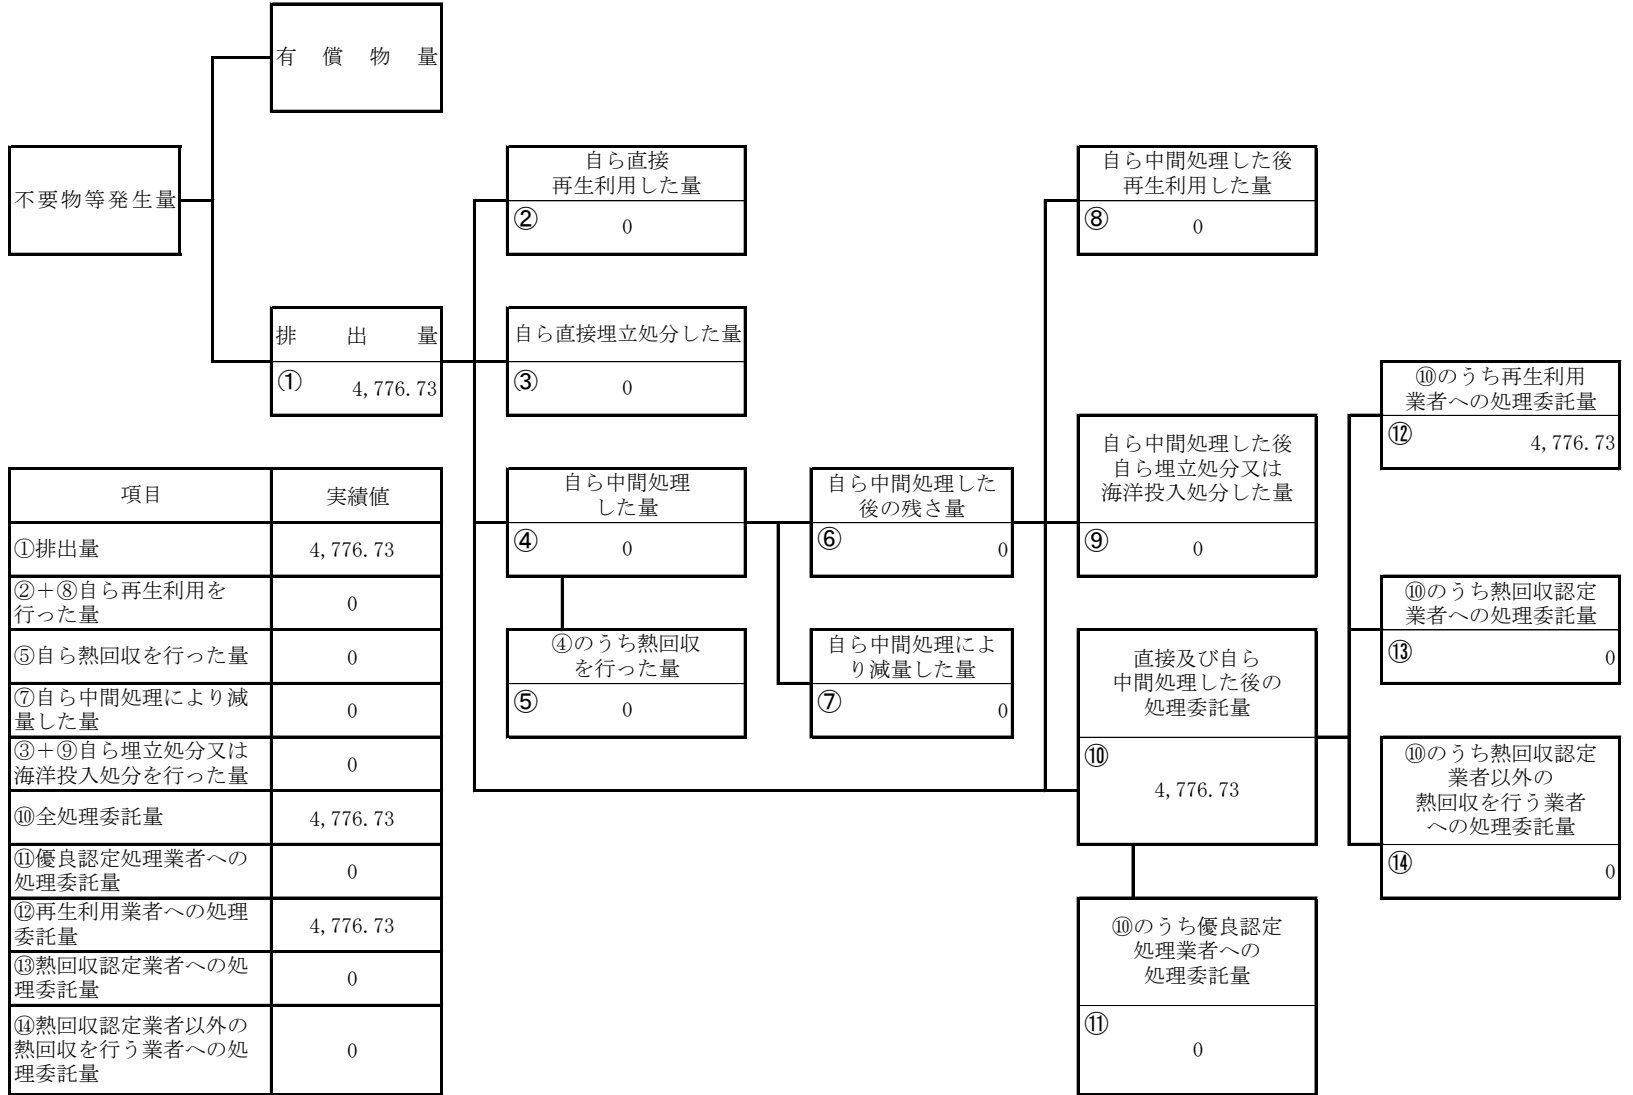 有償物量
不要物等発生量
自ら直接
再生利用した量
② 0
自ら中間処理した後
再生利用した量
⑧ 0
排出量
① 4,776.73
自ら直接埋立処分した量
③ 0
⑩のうち再生利用
業者への処理委託量
⑫ 4,776.73
自ら中間処理
した量
④ 0
自ら中間処理した
後の残さ量
⑥ 0
自ら中間処理した後
自ら埋立処分又は
海洋投入処分した量
⑨ 0
④のうち熱回収
を行った量
⑤ 0
自ら中間処理によ
り減量した量
⑦ 0
直接及び自ら
中間処理した後の
処理委託量
⑩
4,776.73
⑩のうち熱回収認定
業者への処理委託量
⑬ 0
⑩のうち熱回収認定
業者以外の
熱回収を行う業者
への処理委託量
⑭ 0
⑩のうち優良認定
処理業者への
処理委託量
⑪
0
項目 実績値
①排出量 4,776.73
②+⑧自ら再生利用を
行った量 0
⑤自ら熱回収を行った量 0
⑦自ら中間処理により減
量した量 0
③+⑨自ら埋立処分又は
海洋投入処分を行った量 0
⑩全処理委託量 4,776.73
⑪優良認定処理業者への
処理委託量 0
⑫再生利用業者への処理
委託量 4,776.73
⑬熱回収認定業者への処
理委託量 0
⑭熱回収認定業者以外の
熱回収を行う業者への処
理委託量 0